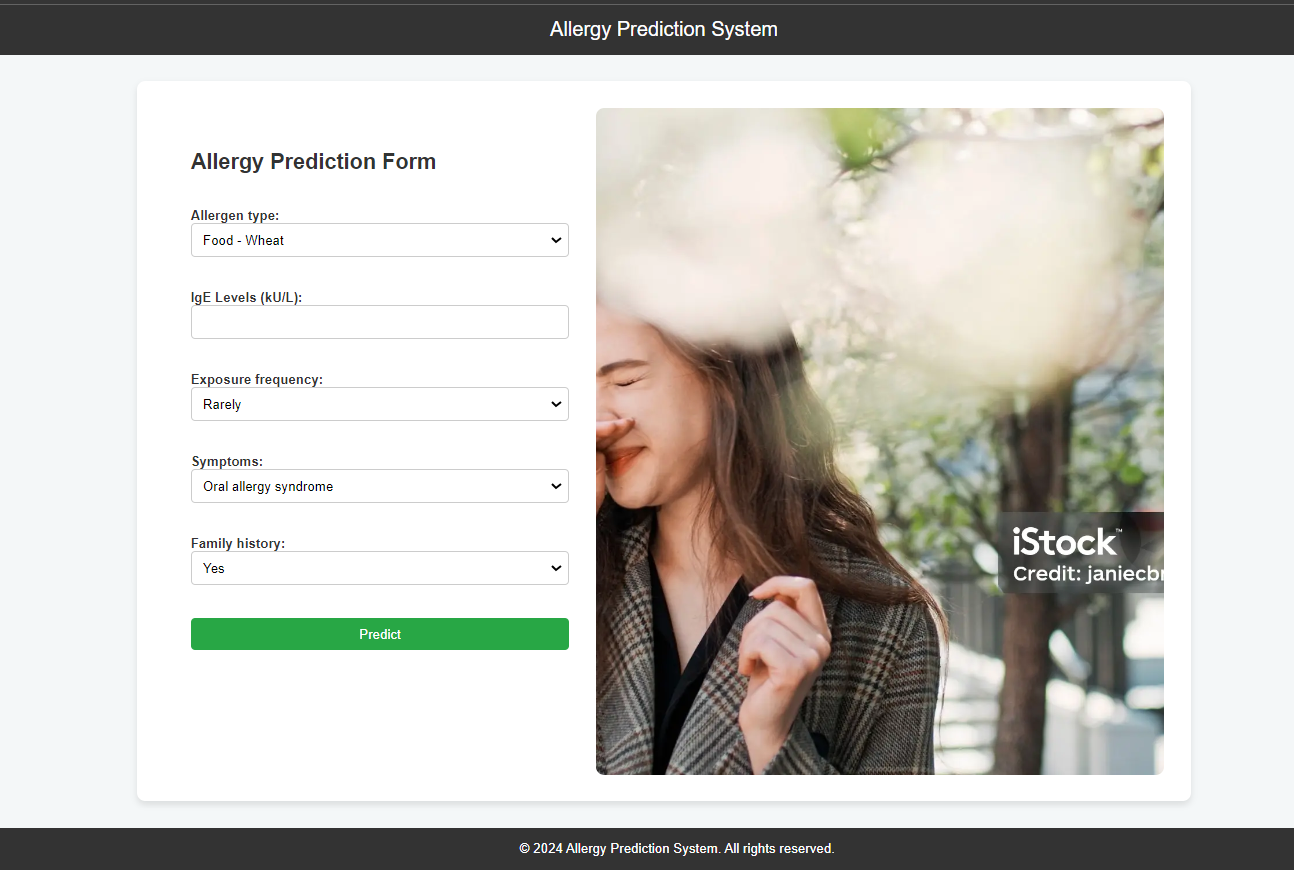 Allergy Prediction System
Allergy Prediction Form
Allergen type:
Food - Wheat
IgE Levels (kU/L):
Exposure frequency:
Rarely
Symptoms:
Oral allergy syndrome
Family history:
Yes
Predict
iStock™
Credit: janiecbr
© 2024 Allergy Prediction System. All rights reserved.